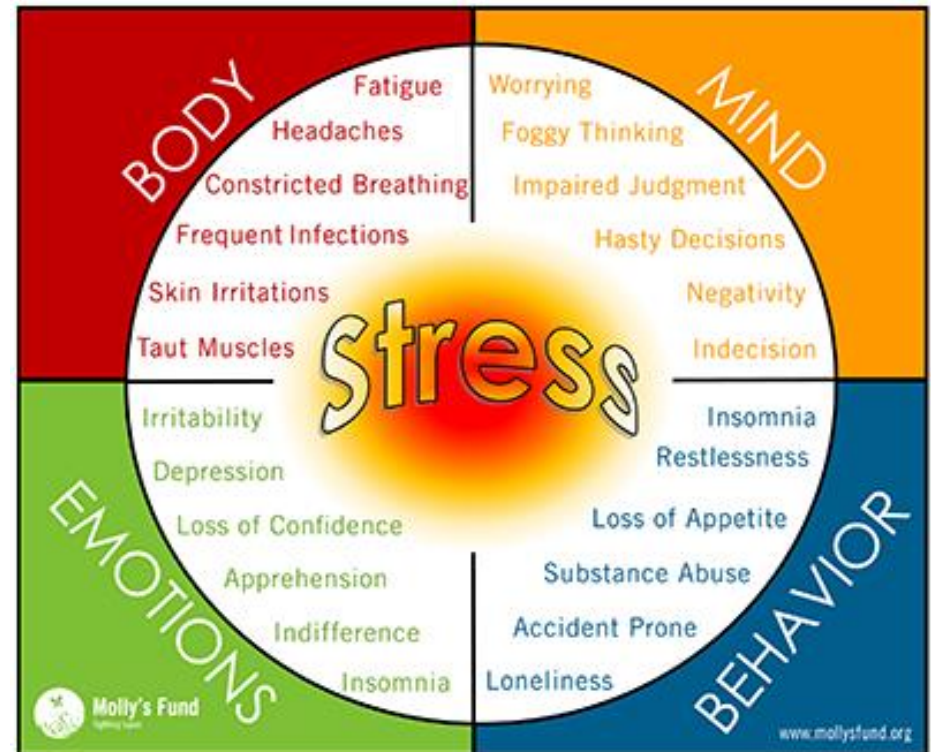 BODY
Fatigue
Headaches
Constricted Breathing
Frequent Infections
Skin Irritations
Taut Muscles
MIND
Worrying
Foggy Thinking
Impaired Judgment
Hasty Decisions
Negativity
Indecision
Stress
EMOTIONS
Irritability
Depression
Loss of Confidence
Apprehension
Indifference
Insomnia
BEHAVIOR
Insomnia
Restlessness
Loss of Appetite
Substance Abuse
Accident Prone
Loneliness
Molly's Fund
Fighting Lupus
www.mollysfund.org